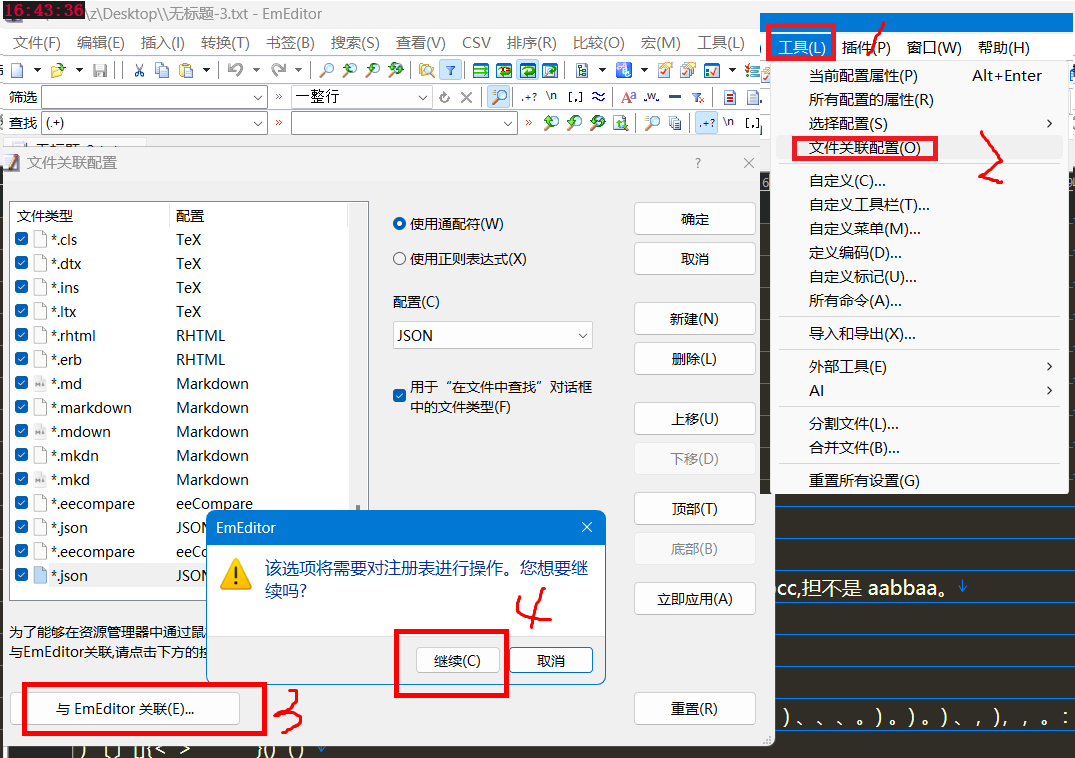 16:43:36
\z\Desktop\\无标题-3.txt - EmEditor
文件(F) 编辑(E) 插入(I) 转换(T) 书签(B) 搜索(S) 查看(V) CSV 排序(R) 比较(O) 宏(M) 工具(L)
筛选 » 一整行 »
查找 (.+) » »
文件关联配置 ? ×
文件类型 配置
*.cls TeX
*.dtx TeX
*.ins TeX
*.ltx TeX
*.rhtml RHTML
*.erb RHTML
*.md Markdown
*.markdown Markdown
*.mdown Markdown
*.mkdn Markdown
*.mkd Markdown
*.eecompare eeCompare
*.json JSON
*.eecompare eeC
*.json JSON
使用通配符(W)
使用正则表达式(X)
配置(C)
JSON
用于“在文件中查找”对话框
中的文件类型(F)
确定
取消
新建(N)
删除(L)
上移(U)
下移(D)
顶部(T)
底部(B)
立即应用(A)
重置(R)
为了能够在资源管理器中通过鼠
与EmEditor关联,请点击下方的按
与 EmEditor 关联(E)...
3
EmEditor
该选项将需要对注册表进行操作。您想要继
续吗?
4
继续(C) 取消
工具(L) 插件(P) 窗口(W) 帮助(H)
1
当前配置属性(P) Alt+Enter
所有配置的属性(R)
选择配置(S)
文件关联配置(O)
2
自定义(C)...
自定义工具栏(T)...
自定义菜单(M)...
定义编码(D)...
自定义标记(U)...
所有命令(A)...
导入和导出(X)...
外部工具(E)
AI
分割文件(L)...
合并文件(B)...
重置所有设置(G)
cc,担不是 aabbaa。